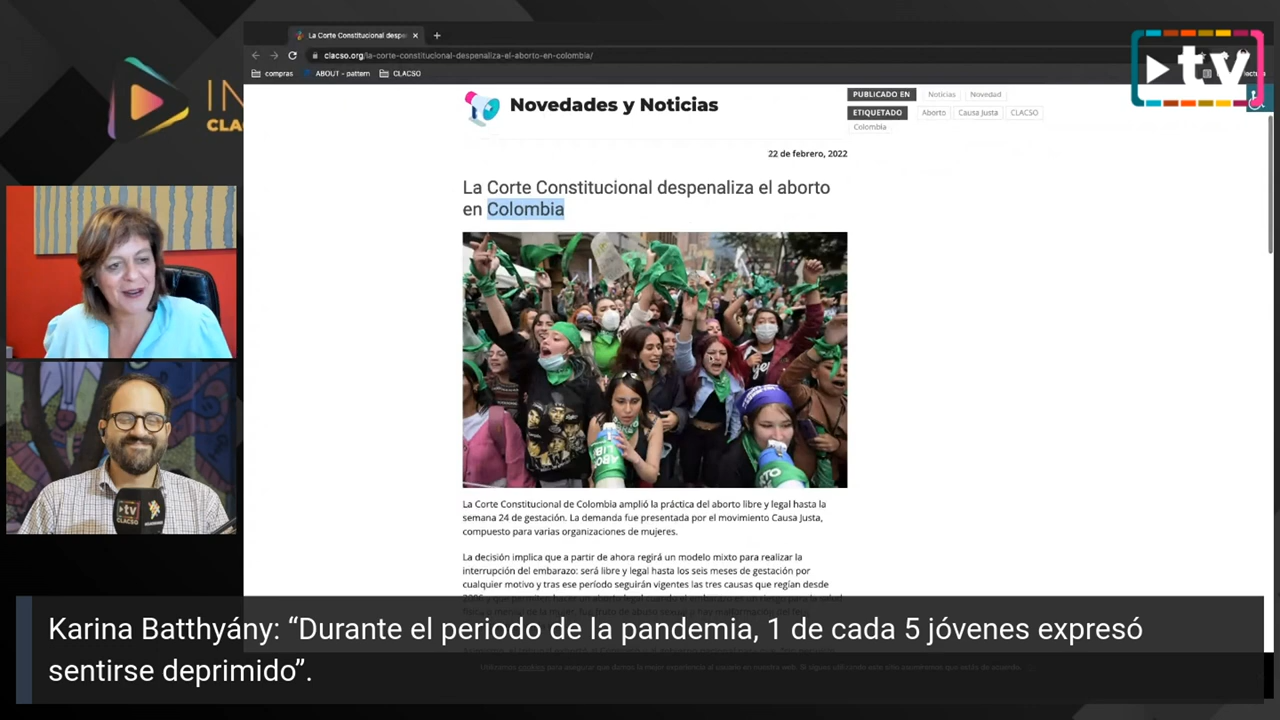 La Corte Constitucional despe
clacso.org/la-corte-constitucional-despenaliza-el-aborto-en-colombia/
compras
ABOUT - pattern
CLACSO
tv
IN
CLAC
Novedades y Noticias
PUBLICADO EN
Noticias
Novedad
ETIQUETADO
Aborto
Causa Justa
CLACSO
Colombia
22 de febrero, 2022
La Corte Constitucional despenaliza el aborto
en Colombia
La Corte Constitucional de Colombia amplió la práctica del aborto libre y legal hasta la
semana 24 de gestación. La demanda fue presentada por el movimiento Causa Justa,
compuesto para varias organizaciones de mujeres.
La decisión implica que a partir de ahora regirá un modelo mixto para realizar la
interrupción del embarazo: será libre y legal hasta los seis meses de gestación por
cualquier motivo y tras ese período seguirán vigentes las tres causas que regían desde
tv
CLACSO
Karina Batthyány: “Durante el periodo de la pandemia, 1 de cada 5 jóvenes expresó
sentirse deprimido”.